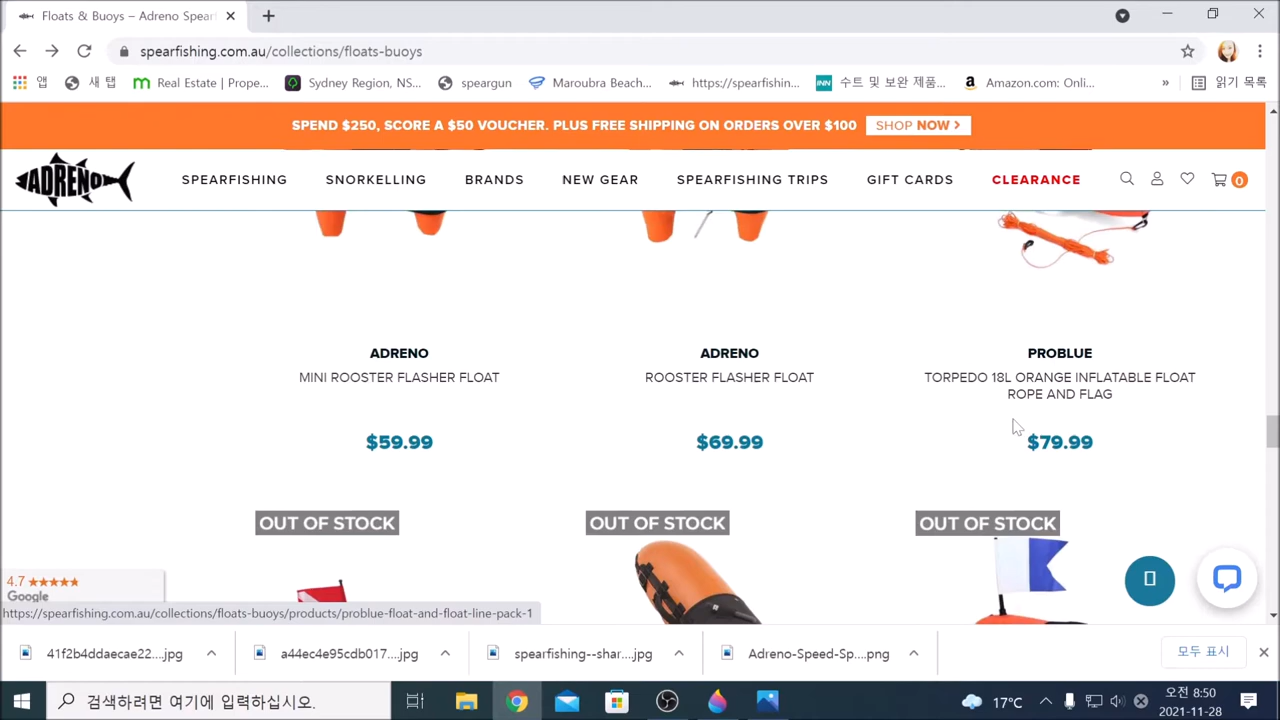 Floats & Buoys – Adreno Spearf
spearfishing.com.au/collections/floats-buoys
앱
새 탭
Real Estate | Prope...
Sydney Region, NS...
speargun
Maroubra Beach...
https://spearfishin...
INN
수트 및 보완 제품...
Amazon.com: Onli...
»
읽기 목록
SPEND $250, SCORE A $50 VOUCHER. PLUS FREE SHIPPING ON ORDERS OVER $100
SHOP NOW >
ADRENO
SPEARFISHING
SNORKELLING
BRANDS
NEW GEAR
SPEARFISHING TRIPS
GIFT CARDS
CLEARANCE
0
ADRENO
MINI ROOSTER FLASHER FLOAT
$59.99
ADRENO
ROOSTER FLASHER FLOAT
$69.99
PROBLUE
TORPEDO 18L ORANGE INFLATABLE FLOAT
ROPE AND FLAG
$79.99
OUT OF STOCK
OUT OF STOCK
OUT OF STOCK
4.7 ★★★★★
Google
https://spearfishing.com.au/collections/floats-buoys/products/problue-float-and-float-line-pack-1
41f2b4ddaecae22....jpg
a44ec4e95cdb017....jpg
spearfishing--shar....jpg
Adreno-Speed-Sp....png
모두 표시
검색하려면 여기에 입력하십시오.
17°C
오전 8:50
2021-11-28